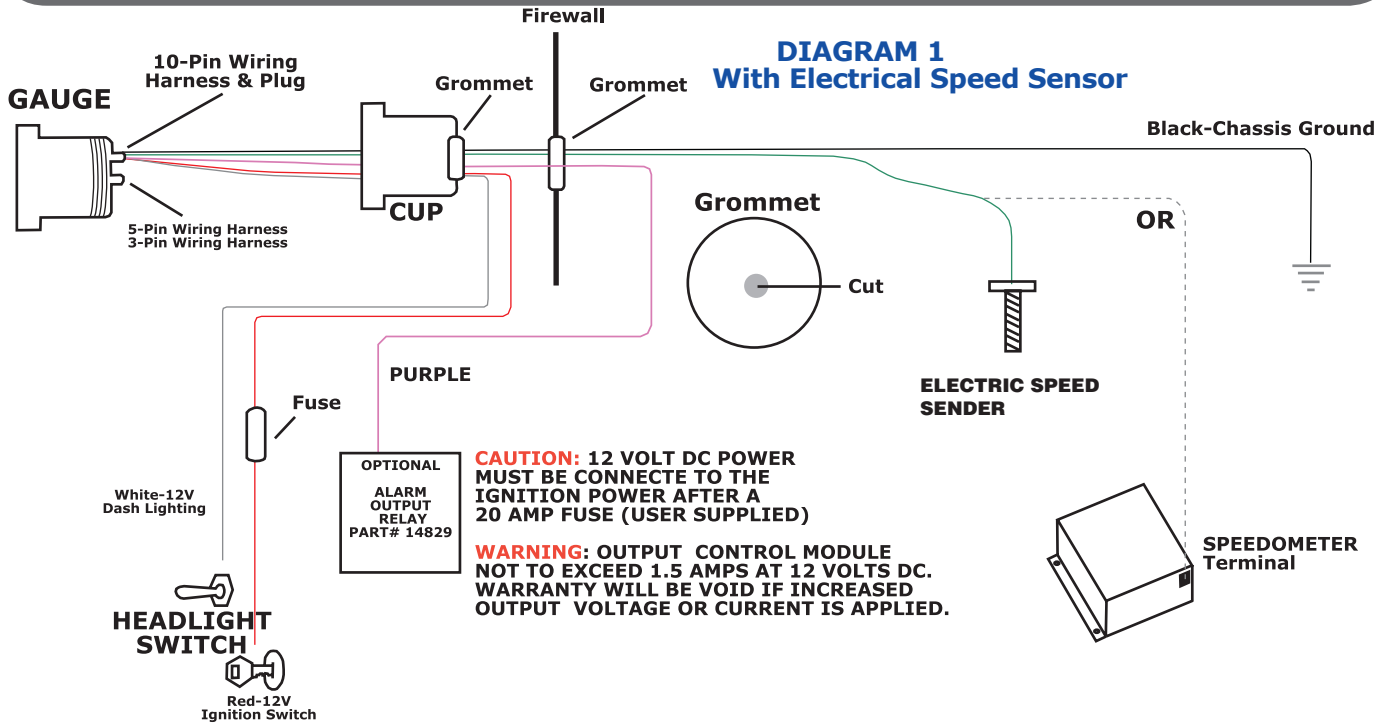 Firewall
DIAGRAM 1
With Electrical Speed Sensor
10-Pin Wiring
Harness & Plug
Grommet
Grommet
GAUGE
Black-Chassis Ground
CUP
5-Pin Wiring Harness
3-Pin Wiring Harness
Grommet
OR
Cut
PURPLE
ELECTRIC SPEED
SENDER
Fuse
OPTIONAL
ALARM
OUTPUT
RELAY
PART# 14829
CAUTION: 12 VOLT DC POWER
MUST BE CONNECTE TO THE
IGNITION POWER AFTER A
20 AMP FUSE (USER SUPPLIED)
White-12V
Dash Lighting
WARNING: OUTPUT CONTROL MODULE
NOT TO EXCEED 1.5 AMPS AT 12 VOLTS DC.
WARRANTY WILL BE VOID IF INCREASED
OUTPUT VOLTAGE OR CURRENT IS APPLIED.
SPEEDOMETER
Terminal
HEADLIGHT
SWITCH
Red-12V
Ignition Switch